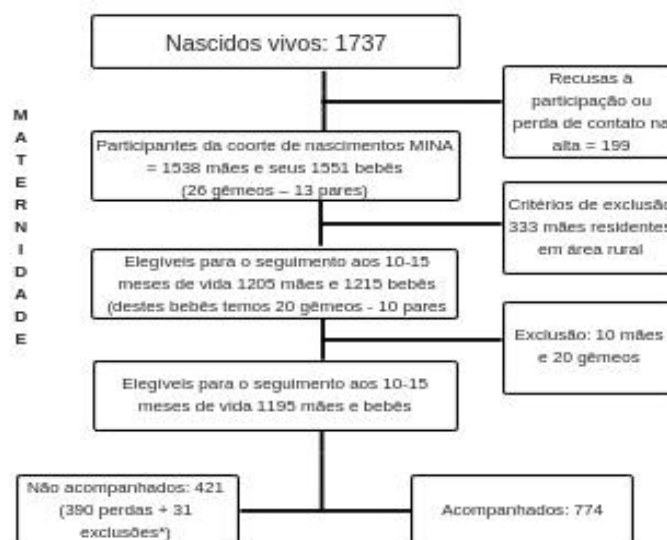 Nascidos vivos: 1737
Recusas à
participação ou
perda de contato na
alta = 199
MATERNIDADE
Participantes da coorte de nascimentos MINA
= 1538 mães e seus 1551 bebês
(26 gêmeos – 13 pares)
Critérios de exclusão
333 mães residentes
em área rural
Elegíveis para o seguimento aos 10-15
meses de vida 1205 mães e 1215 bebês
(destes bebês temos 20 gêmeos - 10 pares
Exclusão: 10 mães
e 20 gêmeos
Elegíveis para o seguimento aos 10-15
meses de vida 1195 mães e bebês
Não acompanhados: 421
(390 perdas + 31
exclusões*)
Acompanhados: 774